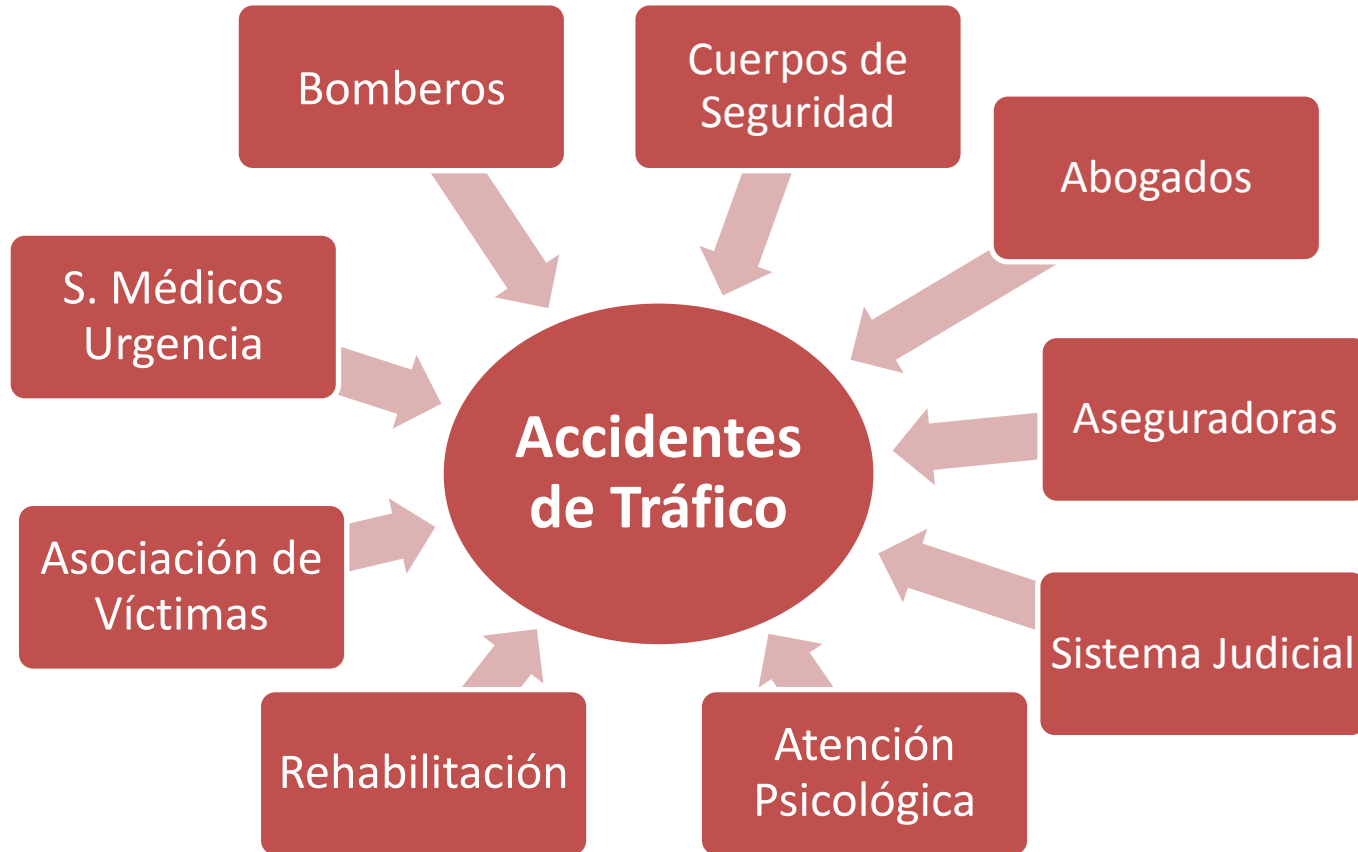 Bomberos
Cuerpos de
Seguridad
Abogados
S. Médicos
Urgencia
Aseguradoras
Accidentes
de Tráfico
Asociación de
Víctimas
Sistema Judicial
Rehabilitación
Atención
Psicológica